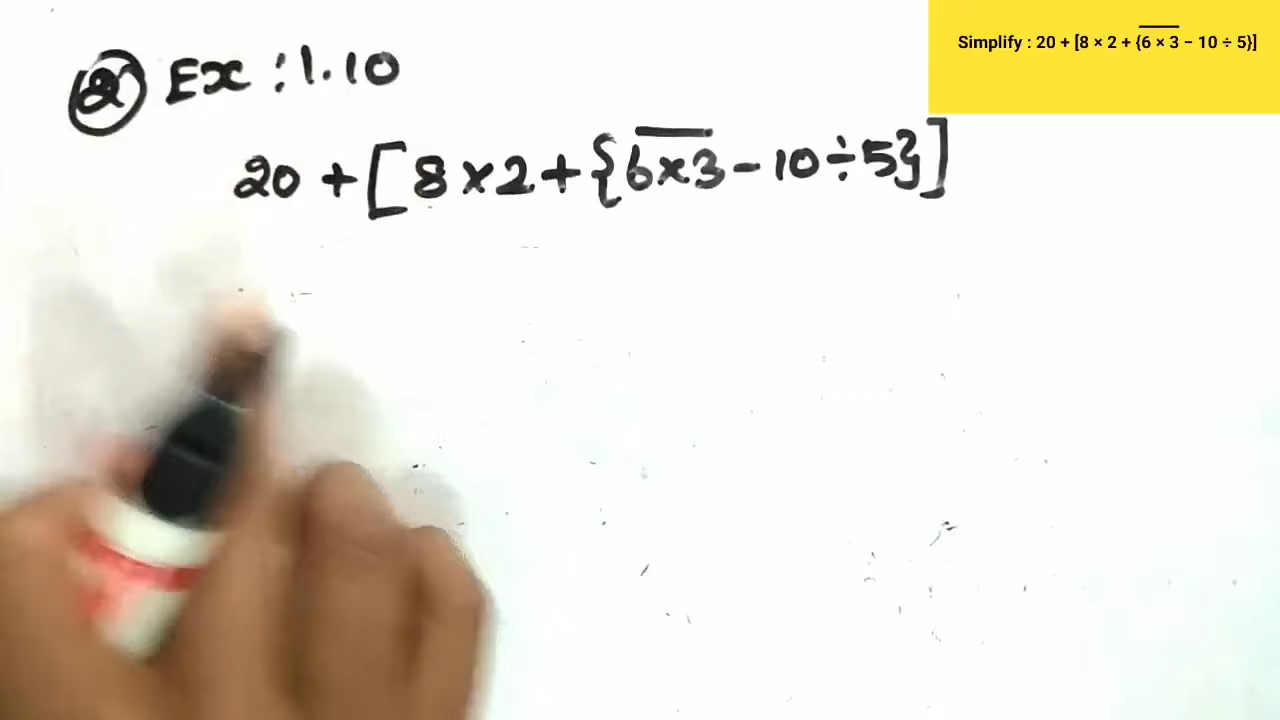 Simplify : 20 + [8 × 2 + {6 × 3 − 10 ÷ 5}]
② Ex : 1.10
20 + [8 × 2 + {6 × 3 − 10 ÷ 5}]